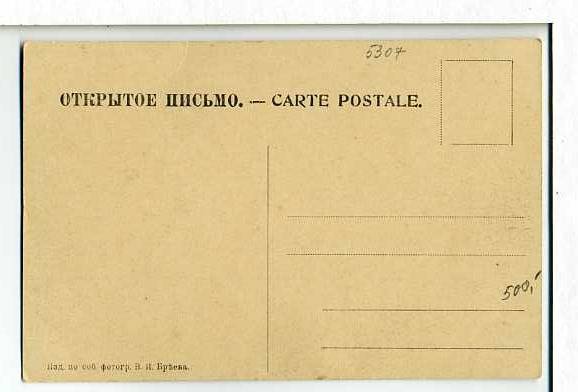 5307
ОТКРЫТОЕ ПИСЬМО. — CARTE POSTALE.
500
Изд. по соб. фотогр. В. И. Брѣева.